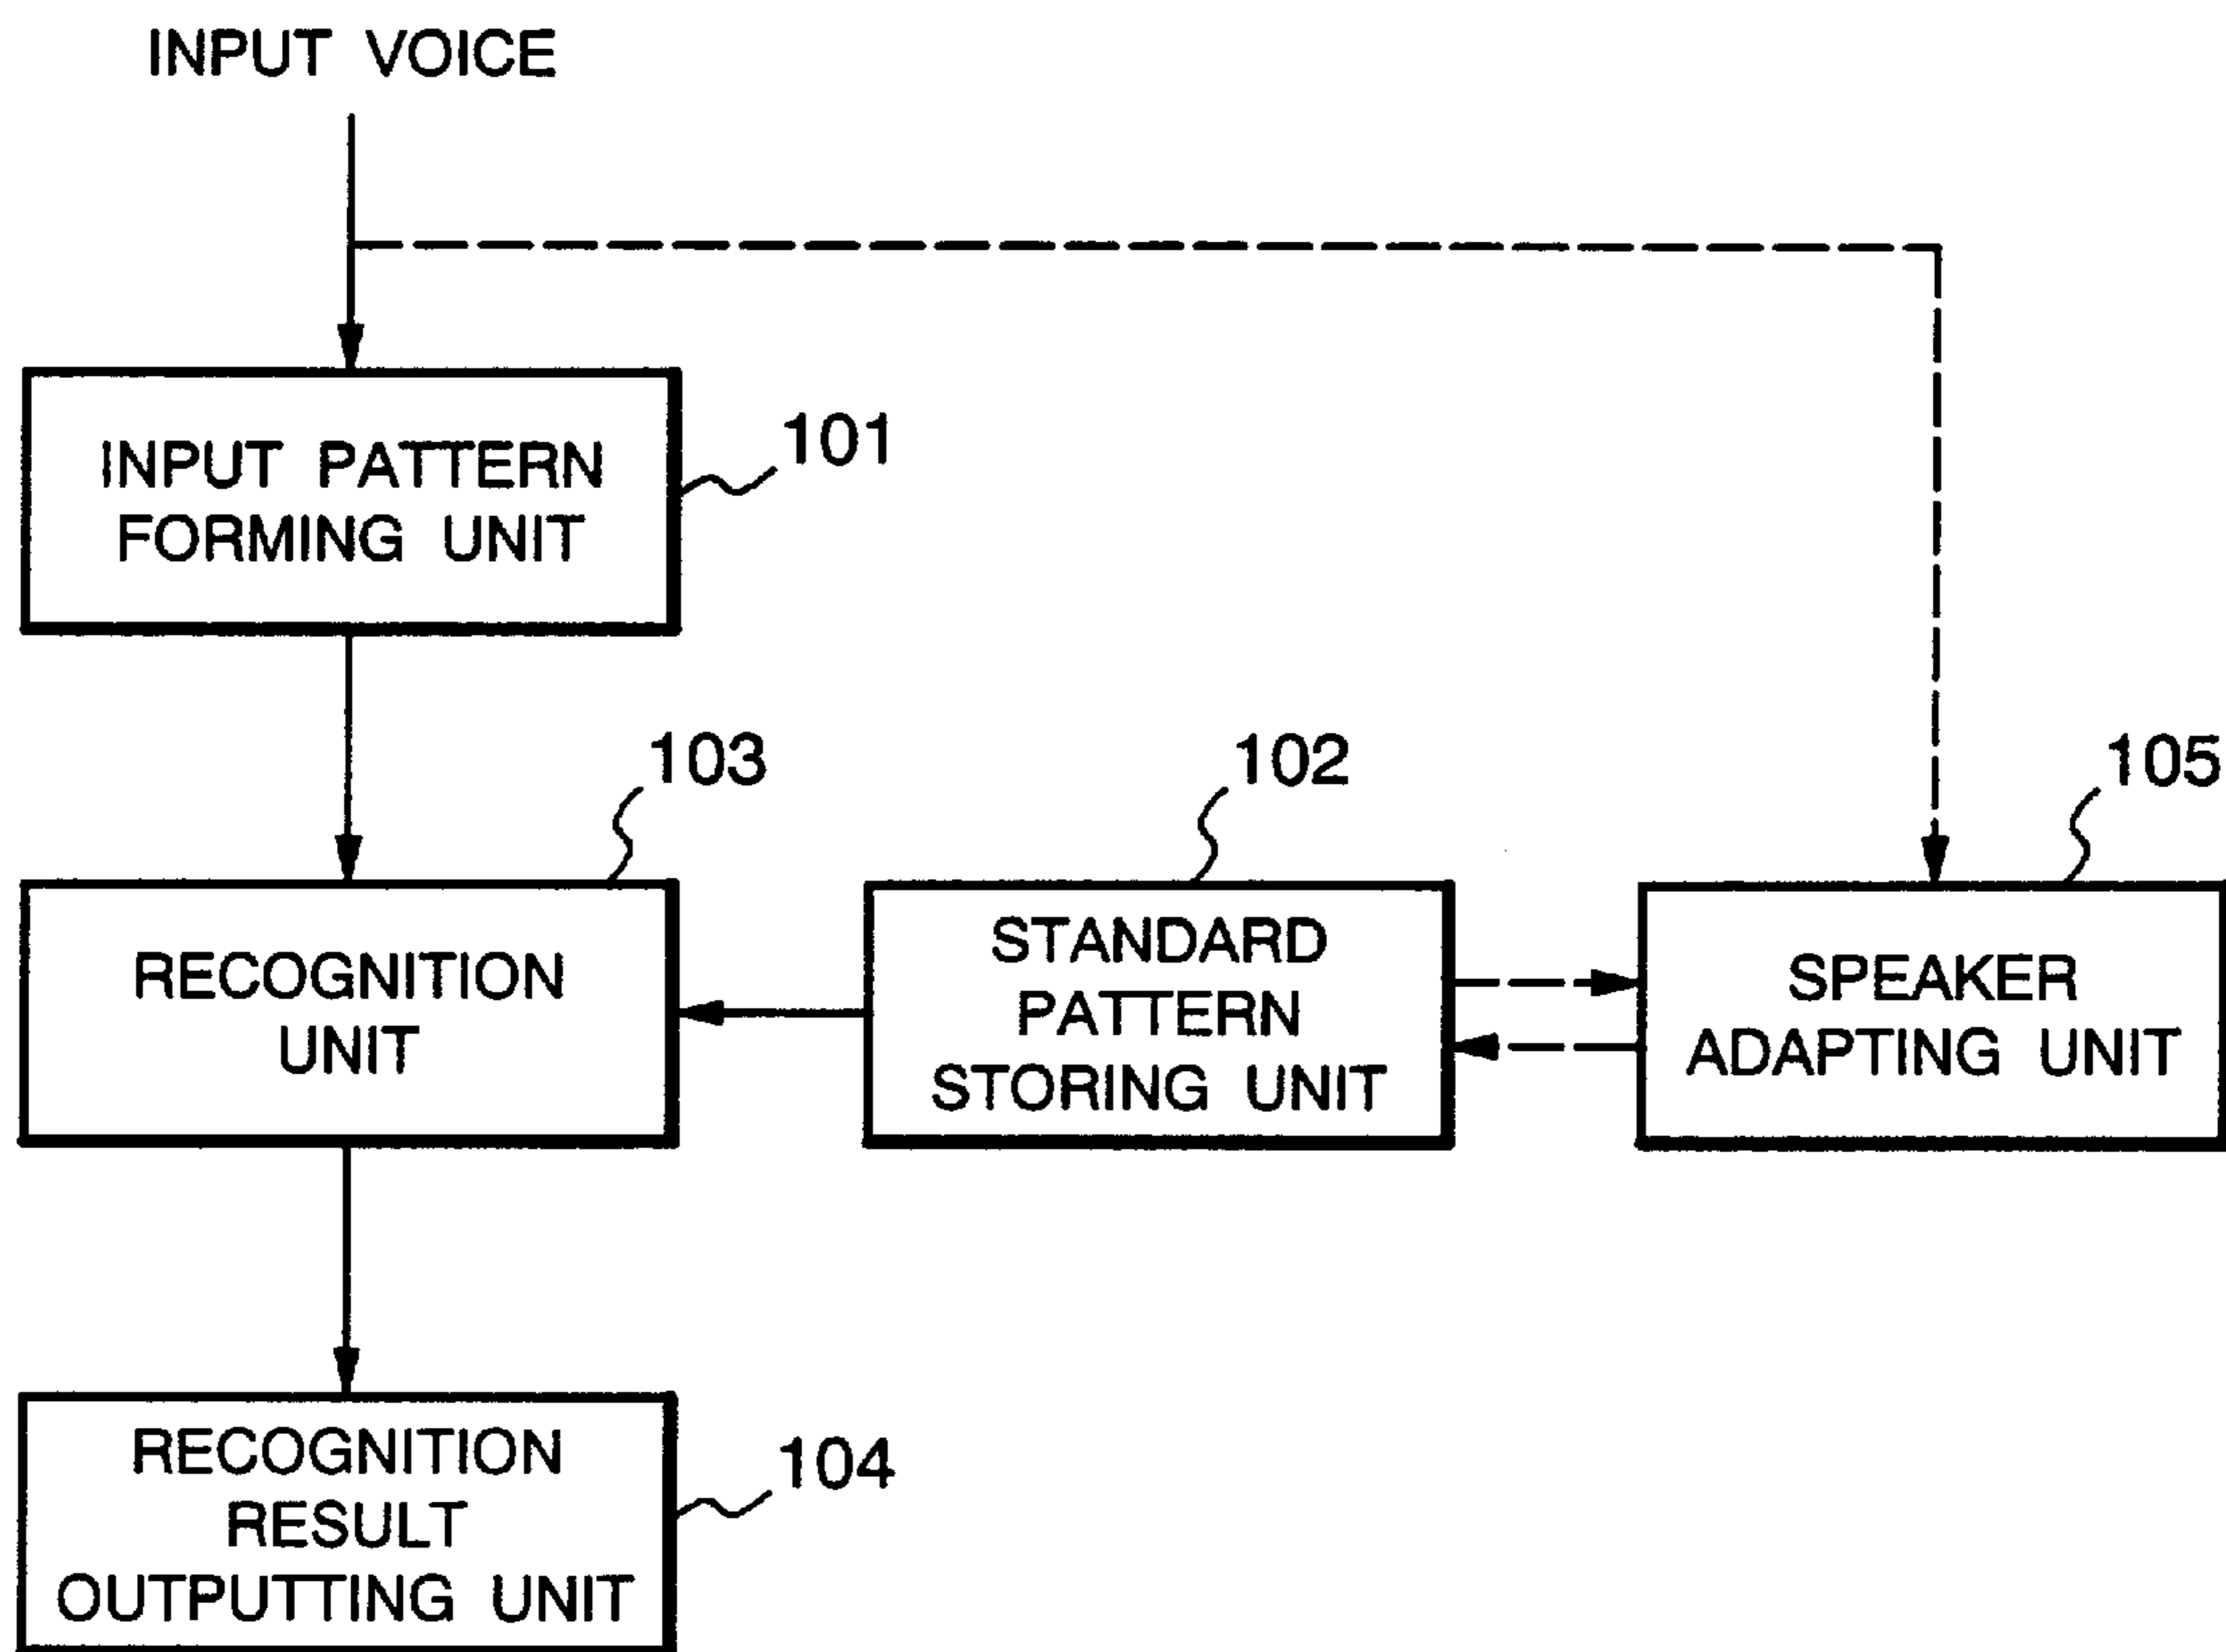 INPUT VOICE
INPUT PATTERN
FORMING UNIT
101
103
102
105
RECOGNITION
UNIT
STANDARD
PATTERN
STORING UNIT
SPEAKER
ADAPTING UNIT
RECOGNITION
RESULT
OUTPUTTING UNIT
104